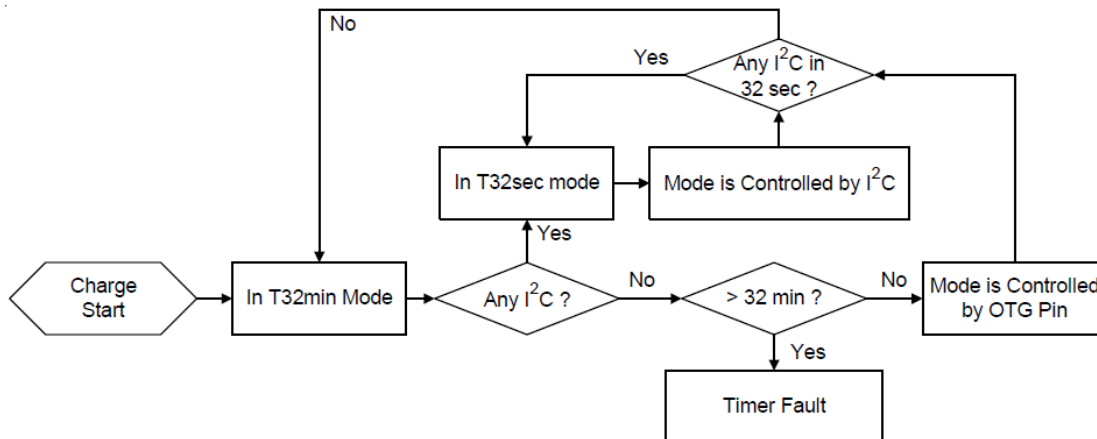 No
Yes
Any I²C in
32 sec ?
In T32sec mode
Mode is Controlled by I²C
Yes
Charge
Start
In T32min Mode
Any I²C ?
No
> 32 min ?
No
Mode is Controlled
by OTG Pin
Yes
Timer Fault